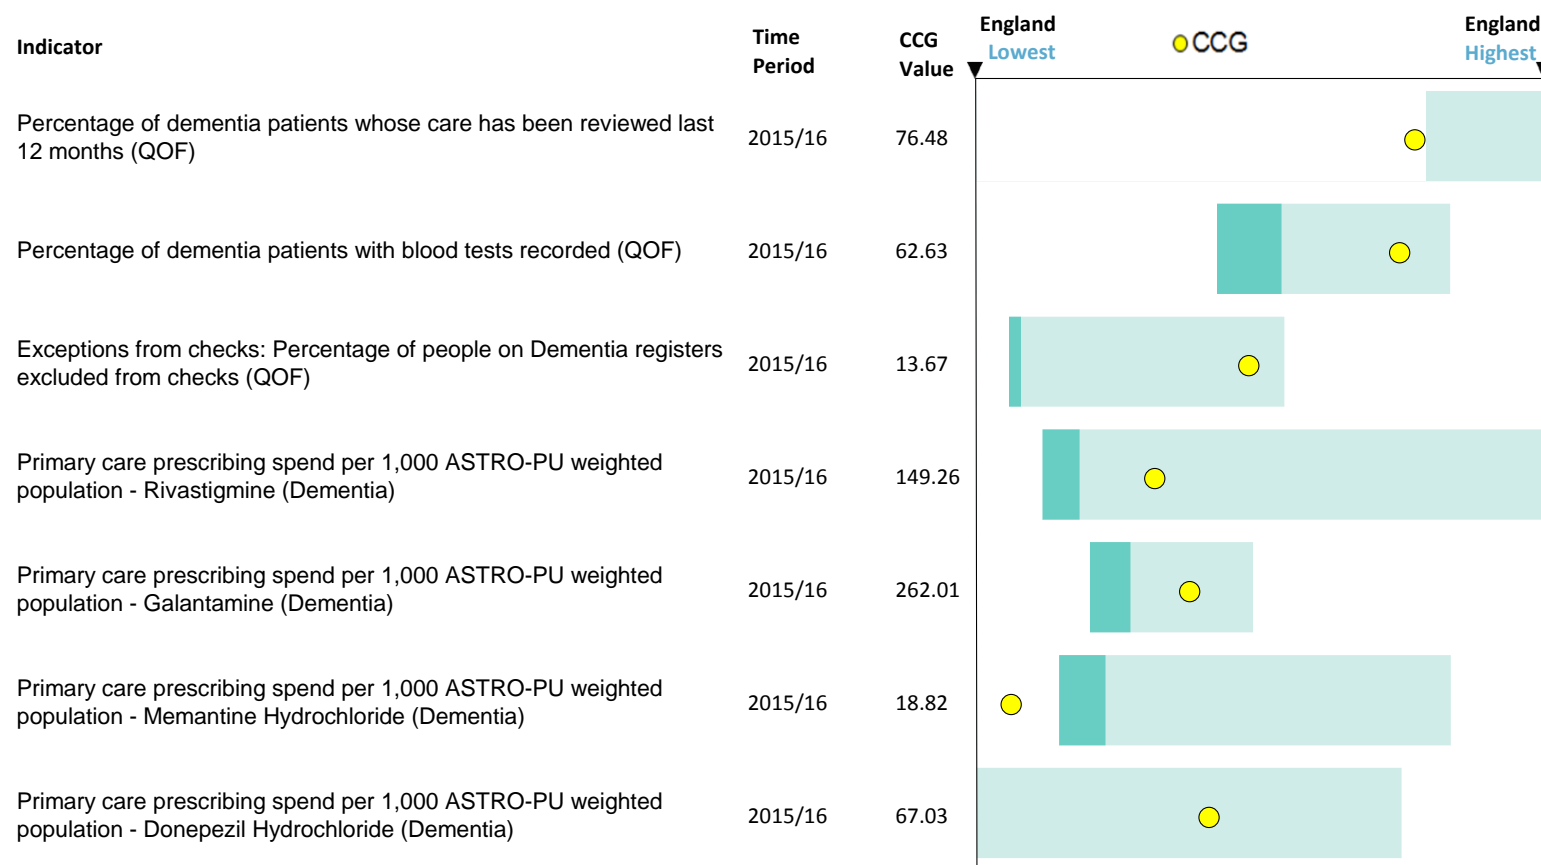 Indicator
Time
Period
CCG
Value
England
Lowest
CCG
England
Highest
Percentage of dementia patients whose care has been reviewed last
12 months (QOF)
2015/16
76.48
Percentage of dementia patients with blood tests recorded (QOF)
2015/16
62.63
Exceptions from checks: Percentage of people on Dementia registers
excluded from checks (QOF)
2015/16
13.67
Primary care prescribing spend per 1,000 ASTRO-PU weighted
population - Rivastigmine (Dementia)
2015/16
149.26
Primary care prescribing spend per 1,000 ASTRO-PU weighted
population - Galantamine (Dementia)
2015/16
262.01
Primary care prescribing spend per 1,000 ASTRO-PU weighted
population - Memantine Hydrochloride (Dementia)
2015/16
18.82
Primary care prescribing spend per 1,000 ASTRO-PU weighted
population - Donepezil Hydrochloride (Dementia)
2015/16
67.03